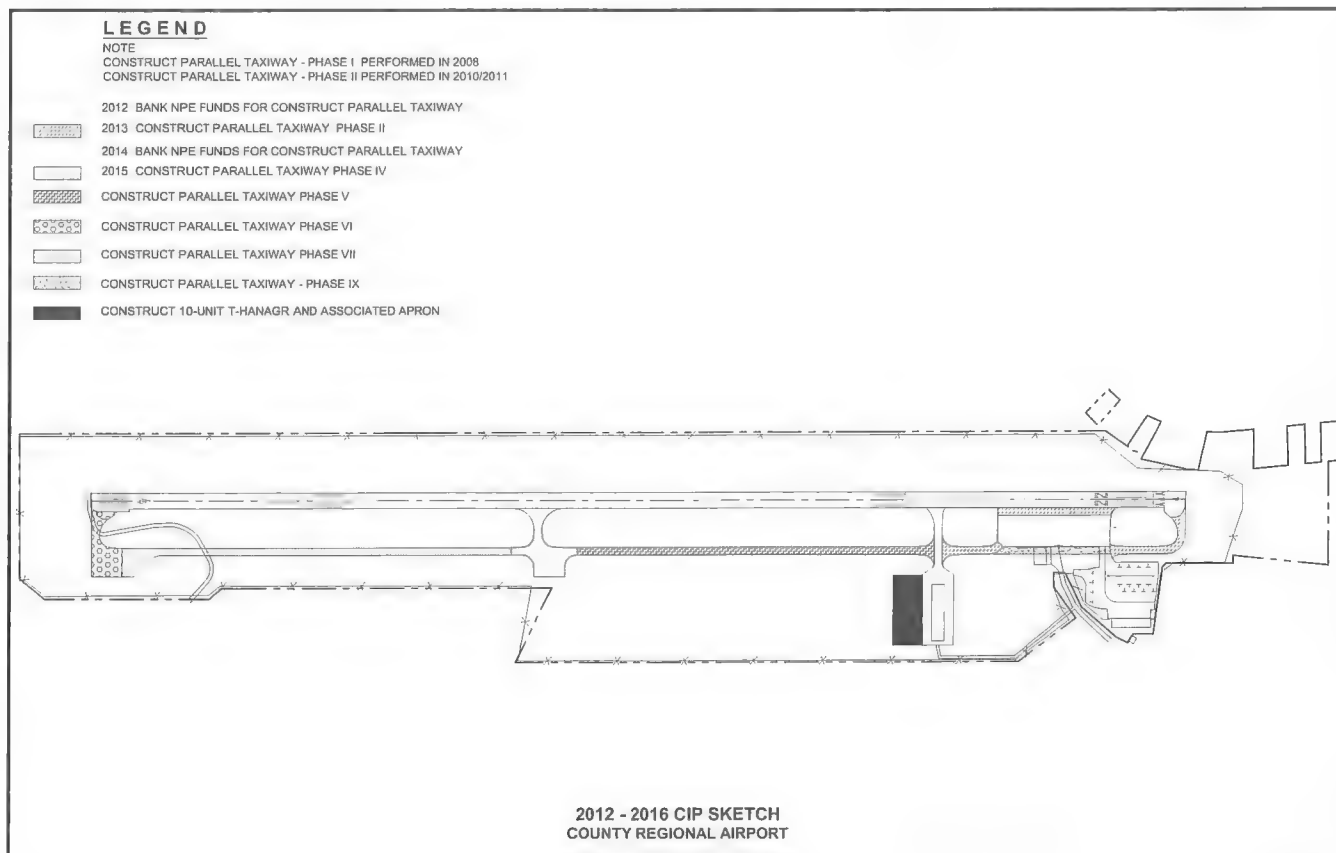 LEGEND
NOTE
CONSTRUCT PARALLEL TAXIWAY - PHASE I PERFORMED IN 2008
CONSTRUCT PARALLEL TAXIWAY - PHASE II PERFORMED IN 2010/2011
2012 BANK NPE FUNDS FOR CONSTRUCT PARALLEL TAXIWAY
2013 CONSTRUCT PARALLEL TAXIWAY PHASE II
2014 BANK NPE FUNDS FOR CONSTRUCT PARALLEL TAXIWAY
2015 CONSTRUCT PARALLEL TAXIWAY PHASE IV
CONSTRUCT PARALLEL TAXIWAY PHASE V
CONSTRUCT PARALLEL TAXIWAY PHASE VI
CONSTRUCT PARALLEL TAXIWAY PHASE VII
CONSTRUCT PARALLEL TAXIWAY - PHASE IX
CONSTRUCT 10-UNIT T-HANAGR AND ASSOCIATED APRON
22
2012 - 2016 CIP SKETCH
COUNTY REGIONAL AIRPORT